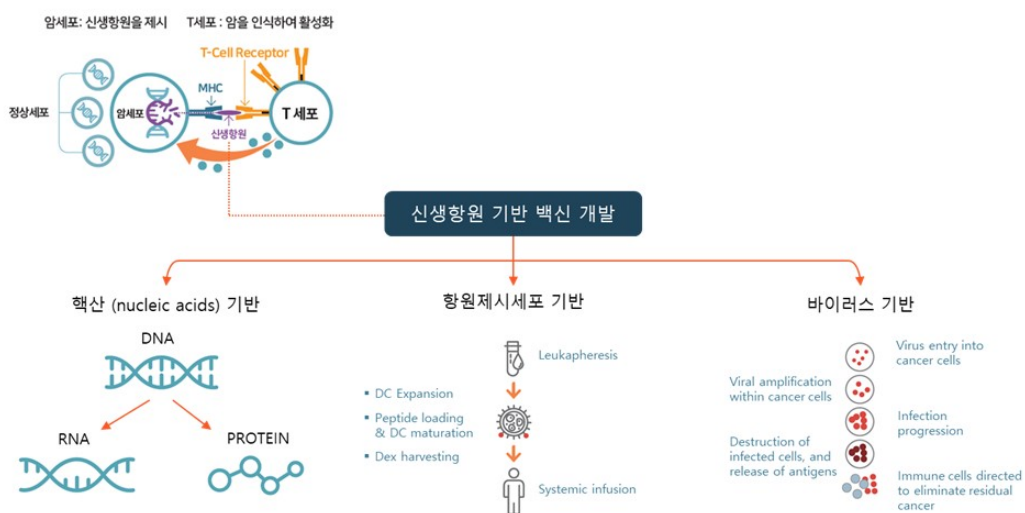 암세포: 신생항원을 제시
T세포 : 암을 인식하여 활성화
T-Cell Receptor
MHC
정상세포
암세포
T 세포
신생항원
신생항원 기반 백신 개발
핵산 (nucleic acids) 기반
DNA
RNA
PROTEIN
항원제시세포 기반
Leukapheresis
▪ DC Expansion
▪ Peptide loading
& DC maturation
▪ Dex harvesting
Systemic infusion
바이러스 기반
Virus entry into
cancer cells
Viral amplification
within cancer cells
Infection
progression
Destruction of
infected cells, and
release of antigens
Immune cells directed
to eliminate residual
cancer